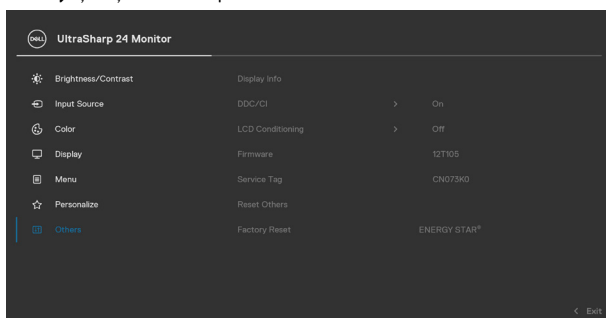 DELL
UltraSharp 24 Monitor
Brightness/Contrast Display Info
Input Source DDC/CI > On
Color LCD Conditioning > Off
Display Firmware 12T105
Menu Service Tag CN073K0
Personalize Reset Others
Others Factory Reset ENERGY STAR®
< Exit